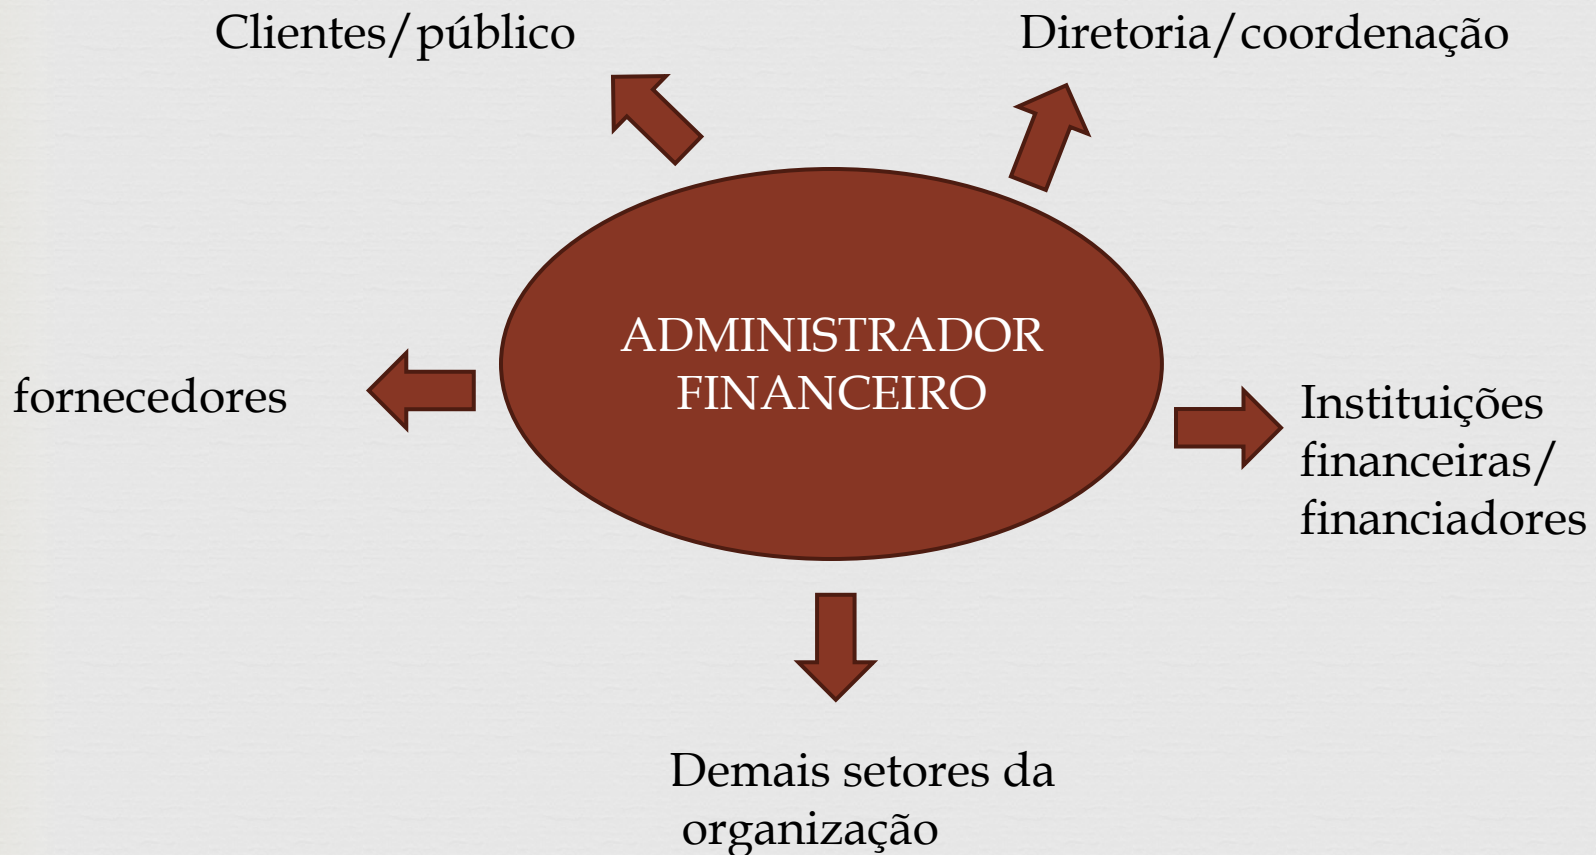 Clientes/público
Diretoria/coordenação
ADMINISTRADOR
FINANCEIRO
fornecedores
Instituições
financeiras/
financiadores
Demais setores da
organização